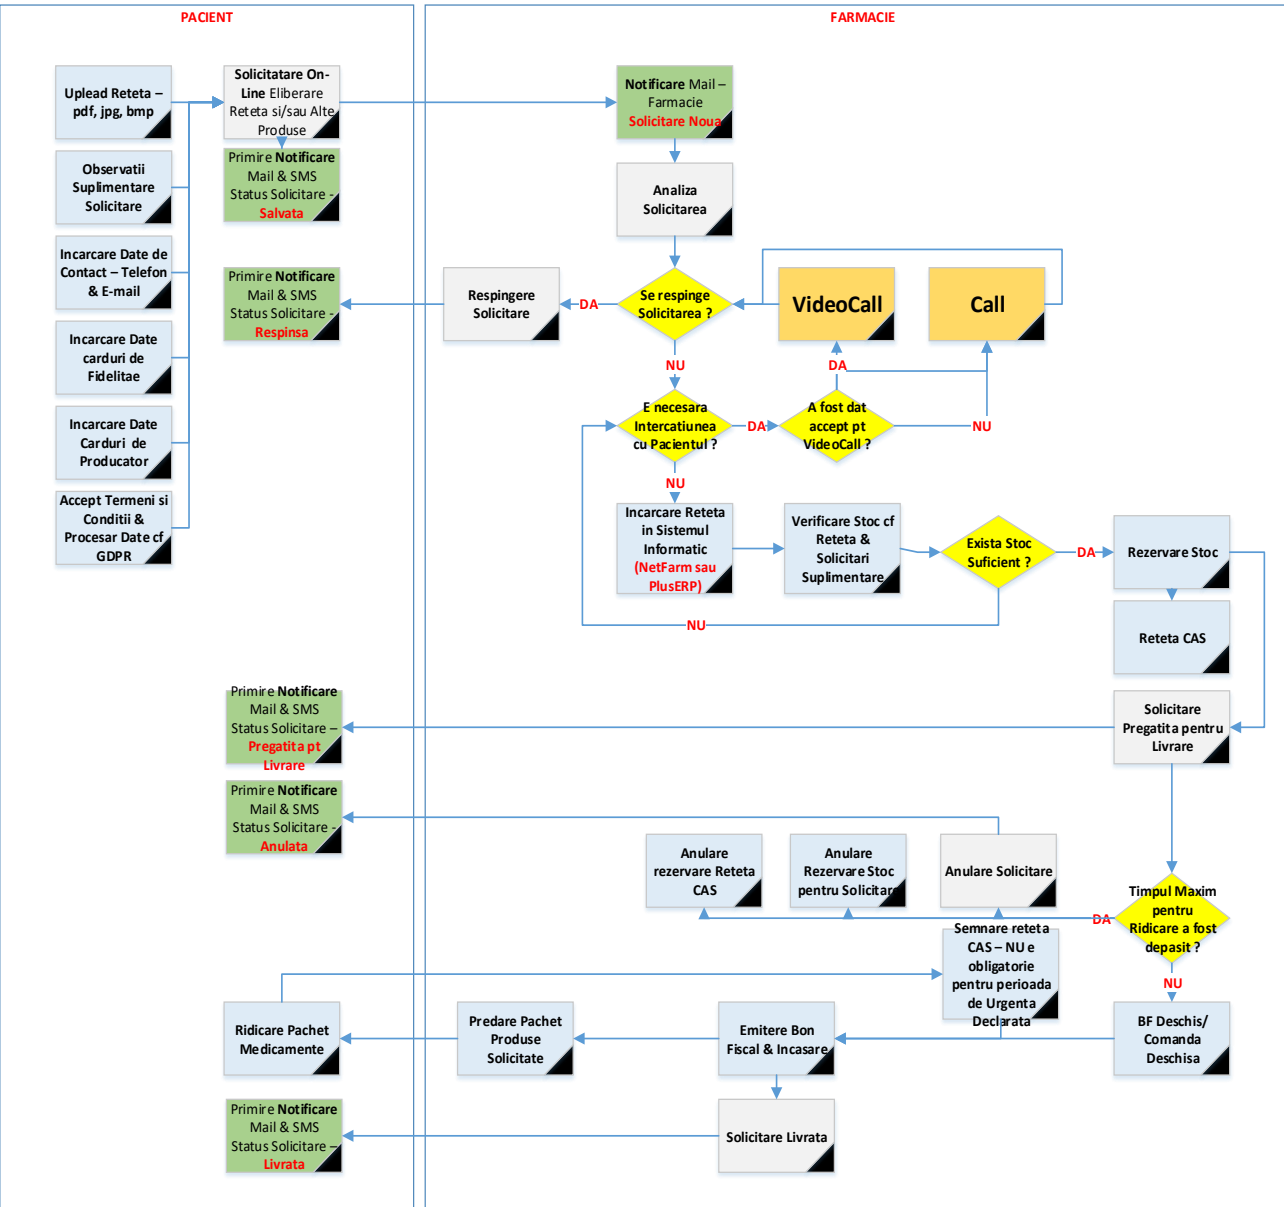 PACIENT
FARMACIE
Uplead Reteta –
pdf, jpg, bmp
Solicitatare On-
Line Eliberare
Reteta si/sau Alte
Produse
Notificare Mail –
Farmacie
Solicitare Noua
Observatii
Suplimentare
Solicitare
Primire Notificare
Mail & SMS
Status Solicitare -
Salvata
Analiza
Solicitarea
Incarcare Date de
Contact – Telefon
& E-mail
Primire Notificare
Mail & SMS
Status Solicitare -
Respinsa
Respingere
Solicitare
DA
Se respinge
Solicitarea ?
VideoCall
Call
Incarcare Date
carduri de
Fidelitae
NU
DA
Incarcare Date
Carduri de
Producator
E necesara
Intercatiunea
cu Pacientul ?
DA
A fost dat
accept pt
VideoCall ?
NU
NU
Accept Termeni si
Conditii &
Procesar Date cf
GDPR
Incarcare Reteta
in Sistemul
Informatic
(NetFarm sau
PlusERP)
Verificare Stoc cf
Reteta &
Solicitari
Suplimentare
Exista Stoc
Suficient ?
DA
Rezervare Stoc
NU
Reteta CAS
Primire Notificare
Mail & SMS
Status Solicitare –
Pregatita pt
Livrare
Solicitare
Pregatita pentru
Livrare
Primire Notificare
Mail & SMS
Status Solicitare -
Anulata
Anulare
rezervare Reteta
CAS
Anulare
Rezervare Stoc
pentru Solicitare
Anulare Solicitare
DA
Timpul Maxim
pentru
Ridicare a fost
depasit ?
Semnare reteta
CAS – NU e
obligatorie
pentru perioada
de Urgenta
Declarata
NU
Ridicare Pachet
Medicamente
Predare Pachet
Produse
Solicitate
Emitere Bon
Fiscal & Incasare
BF Deschis/
Comanda
Deschisa
Primire Notificare
Mail & SMS
Status Solicitare –
Livrata
Solicitare Livrata